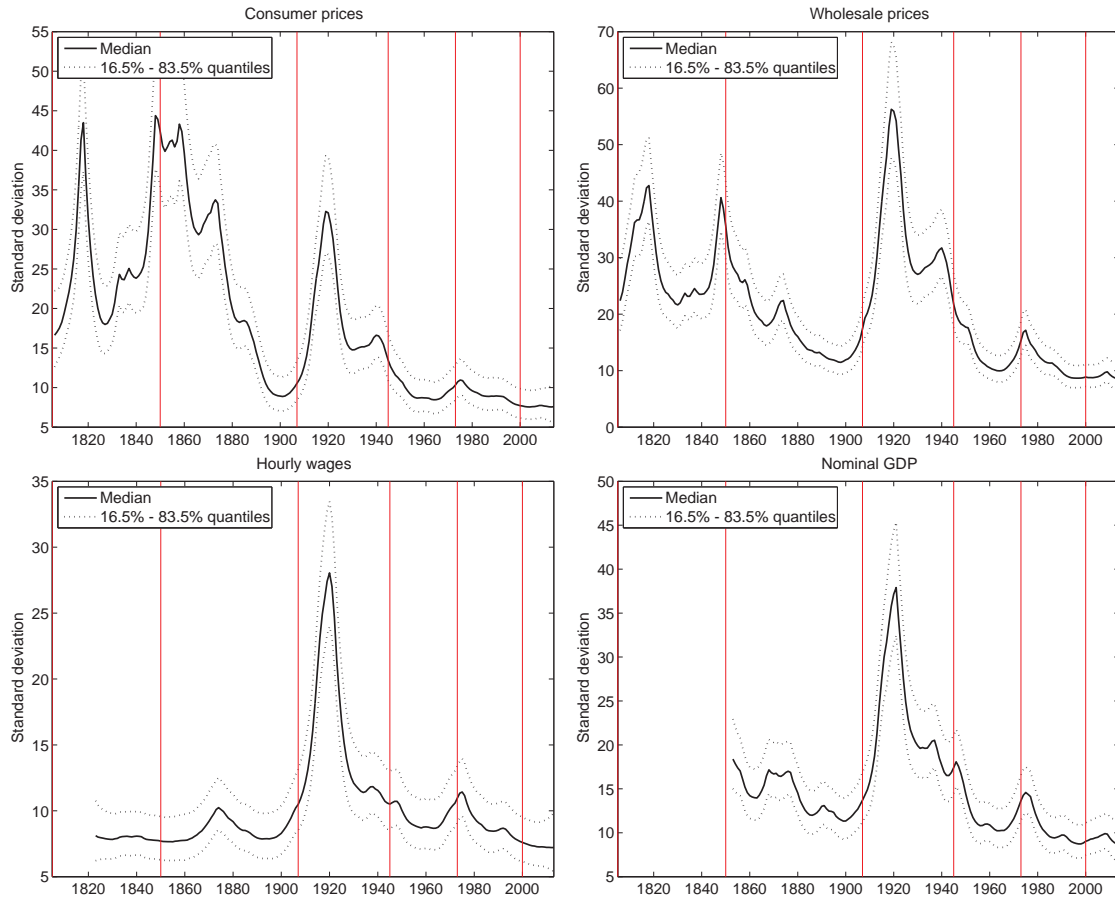 Consumer prices
Median
16.5% - 83.5% quantiles
Standard deviation
55
50
45
40
35
30
25
20
15
10
5
1820 1840 1860 1880 1900 1920 1940 1960 1980 2000
Wholesale prices
Median
16.5% - 83.5% quantiles
Standard deviation
70
60
50
40
30
20
10
0
1820 1840 1860 1880 1900 1920 1940 1960 1980 2000
Hourly wages
Median
16.5% - 83.5% quantiles
Standard deviation
35
30
25
20
15
10
5
1820 1840 1860 1880 1900 1920 1940 1960 1980 2000
Nominal GDP
Median
16.5% - 83.5% quantiles
Standard deviation
50
45
40
35
30
25
20
15
10
5
1820 1840 1860 1880 1900 1920 1940 1960 1980 2000